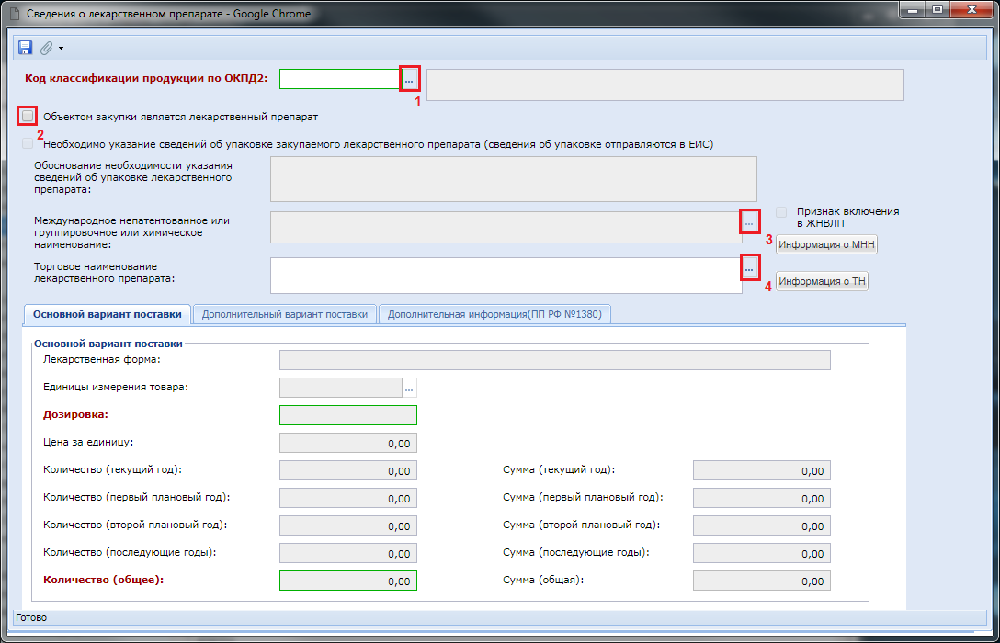 Сведения о лекарственном препарате - Google Chrome
Код классификации продукции по ОКПД2:
...
1
Объектом закупки является лекарственный препарат
2
Необходимо указание сведений об упаковке закупаемого лекарственного препарата (сведения об упаковке отправляются в ЕИС)
Обоснование необходимости указания
сведений об упаковке лекарственного
препарата:
Международное непатентованное или
группировочное или химическое
наименование:
...
3
Признак включения
в ЖНВЛП
Информация о МНН
Торговое наименование
лекарственного препарата:
...
4
Информация о ТН
Основной вариант поставки
Дополнительный вариант поставки
Дополнительная информация(ПП РФ №1380)
Основной вариант поставки
Лекарственная форма:
Единицы измерения товара:
...
Дозировка:
Цена за единицу:
0,00
Количество (текущий год):
0,00
Сумма (текущий год):
0,00
Количество (первый плановый год):
0,00
Сумма (первый плановый год):
0,00
Количество (второй плановый год):
0,00
Сумма (второй плановый год):
0,00
Количество (последующие годы):
0,00
Сумма (последующие годы):
0,00
Количество (общее):
0,00
Сумма (общая):
0,00
Готово